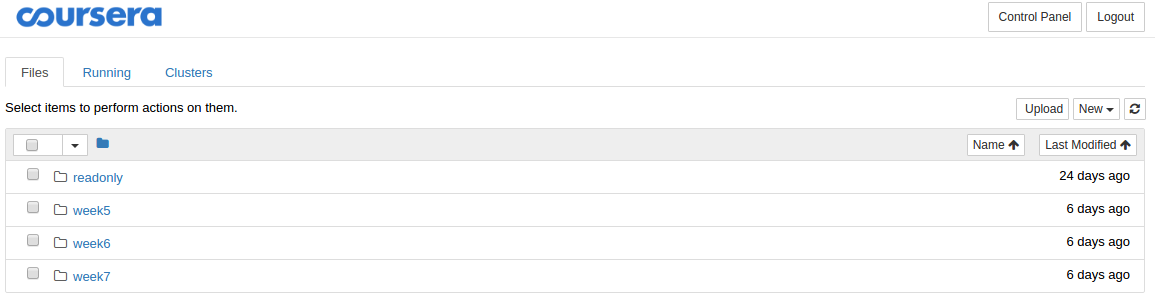 coursera
Control Panel Logout
Files Running Clusters
Select items to perform actions on them.
Upload New
Name Last Modified
readonly 24 days ago
week5 6 days ago
week6 6 days ago
week7 6 days ago